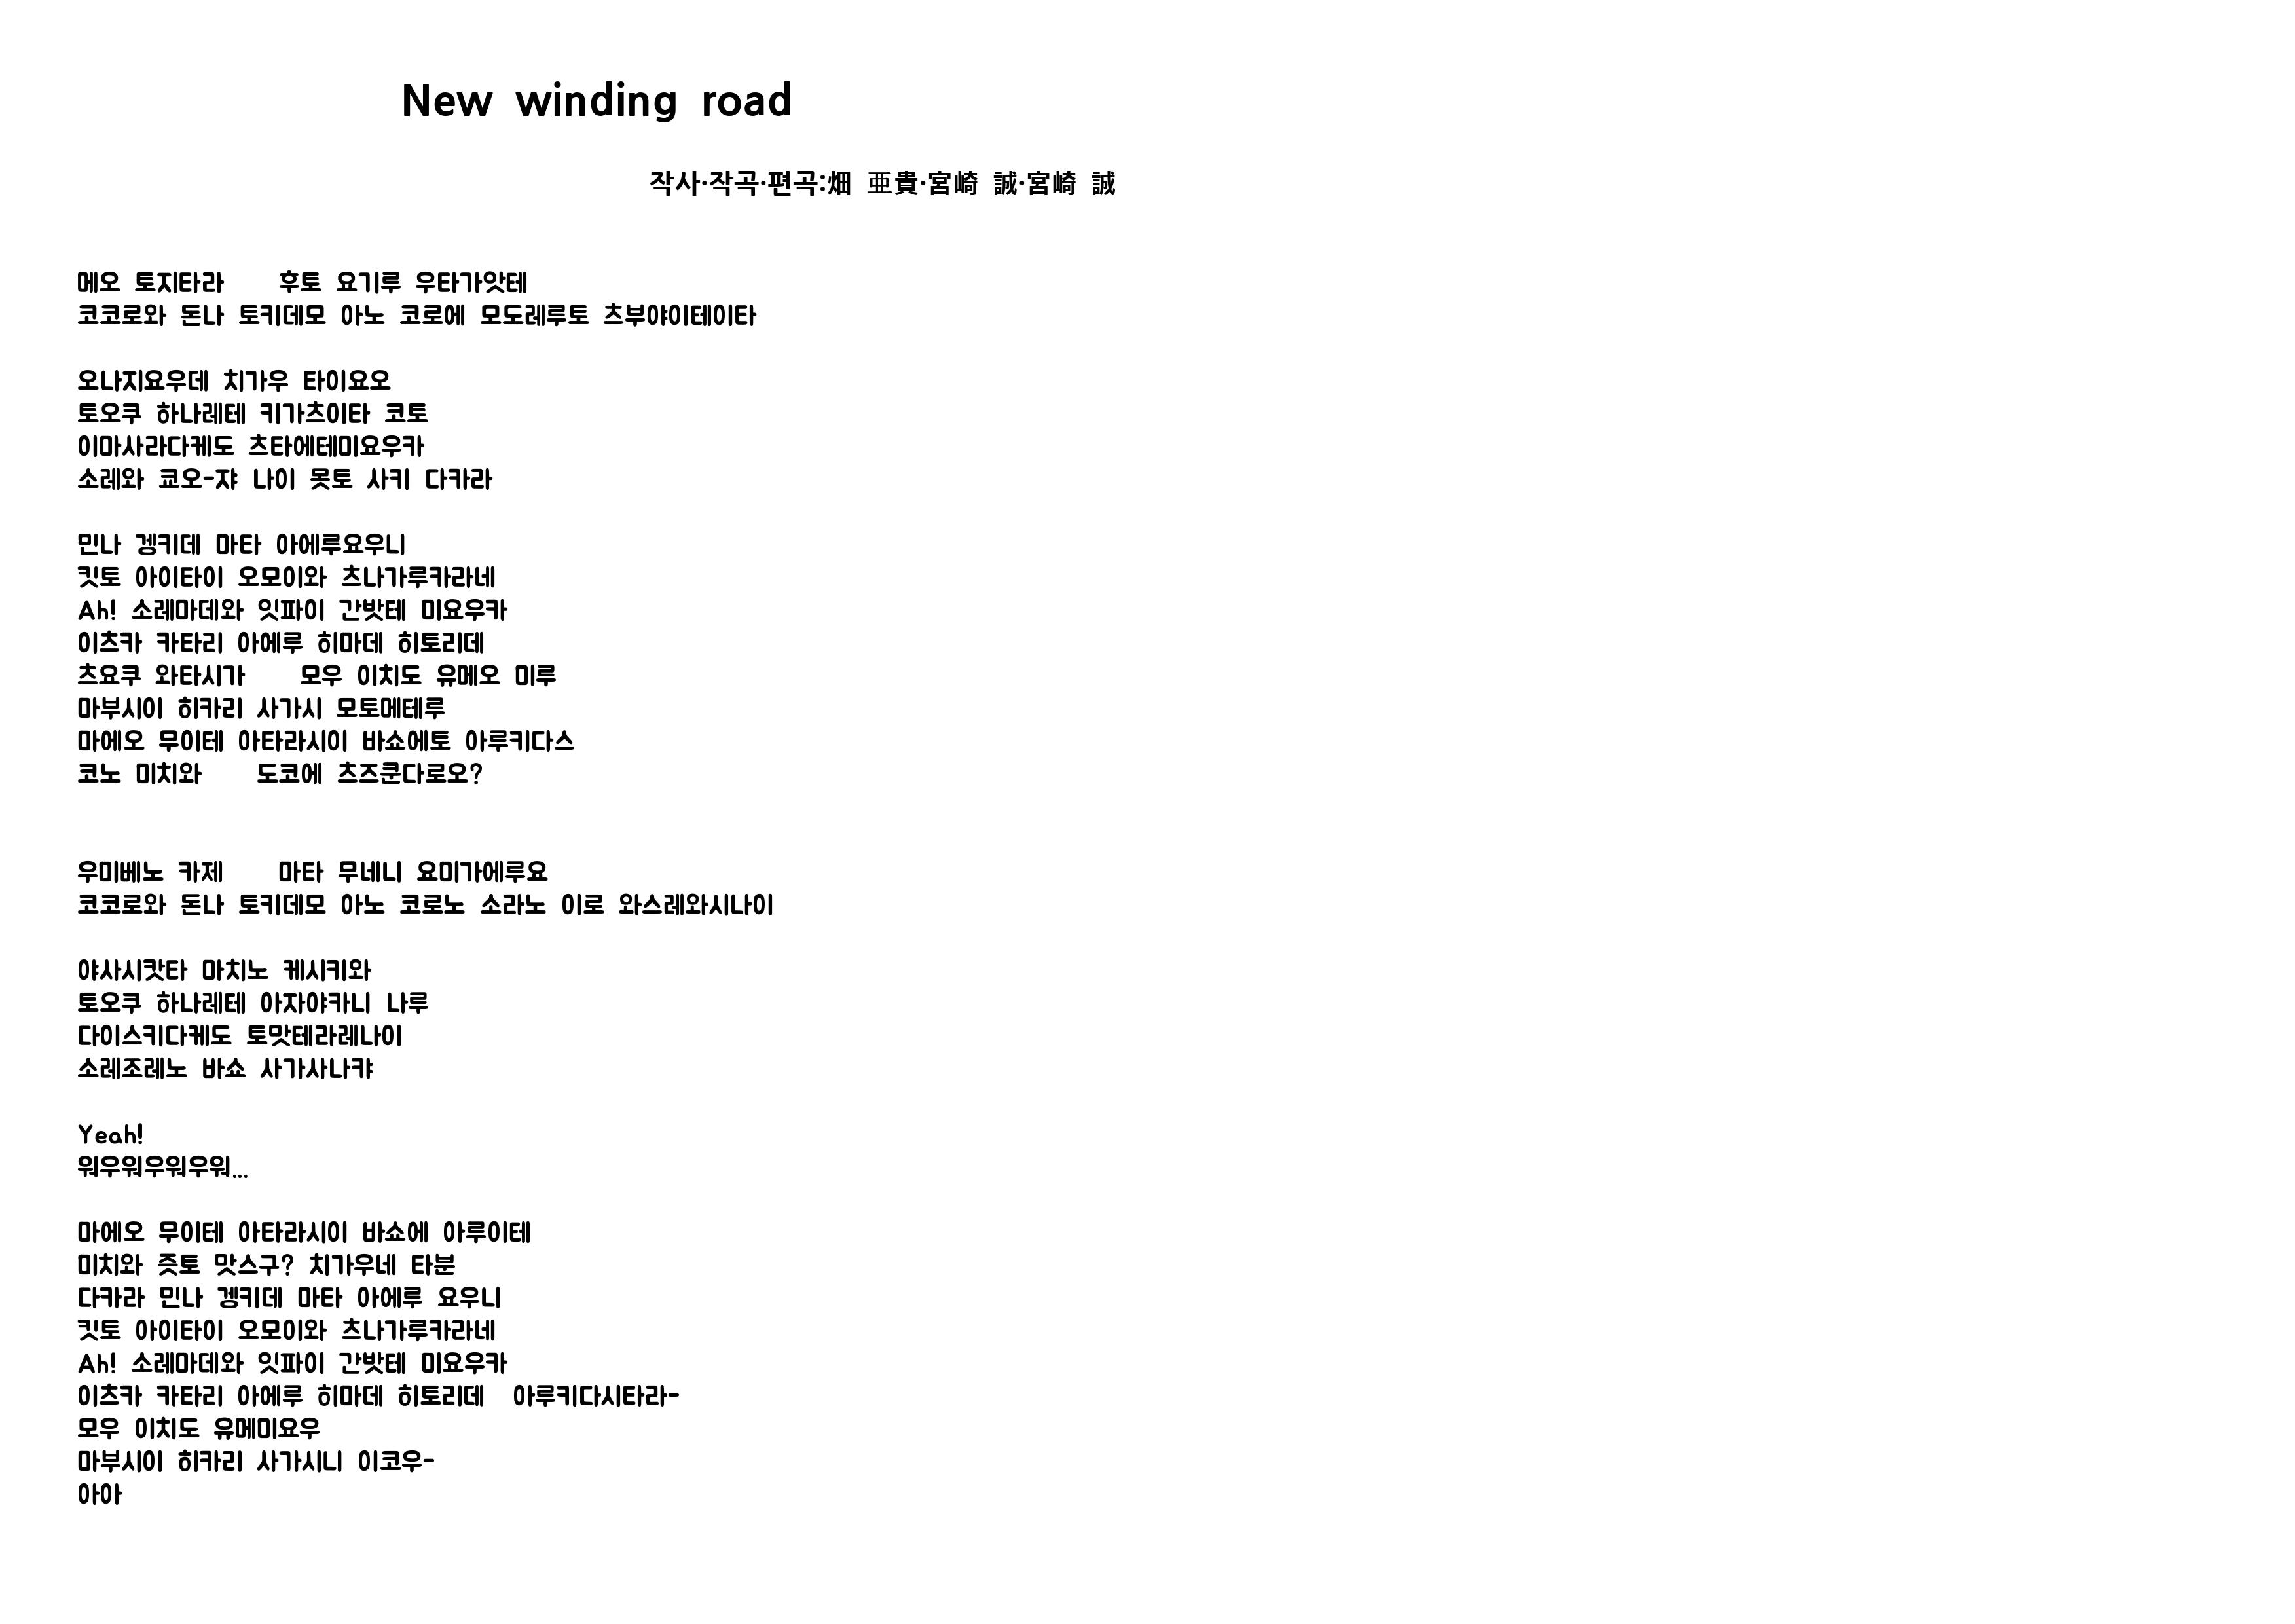 New winding road
작사·작곡·편곡:畑 亜貴·宮崎 誠·宮崎 誠
메오 토지타라 후토 요기루 우타가앗테
코코로와 돈나 토키데모 아노 코로에 모도레루토 츠부야이테이타
오나지요우데 치가우 타이요오
토오쿠 하나레테 키가츠이타 코토
이마사라다케도 츠타에테미요우카
소레와 쿄오-쟈 나이 못토 사키 다카라
민나 겡키데 마타 아에루요우니
킷토 아이타이 오모이와 츠나가루카라네
Ah! 소레마데와 잇파이 간밧테 미요우카
이츠카 카타리 아에루 히마데 히토리데
츠요쿠 와타시가 모우 이치도 유메오 미루
마부시이 히카리 사가시 모토메테루
마에오 무이테 아타라시이 바쇼에토 아루키다스
코노 미치와 도코에 츠즈쿤다로오?
우미베노 카제 마타 무네니 요미가에루요
코코로와 돈나 토키데모 아노 코로노 소라노 이로 와스레와시나이
야사시캇타 마치노 케시키와
토오쿠 하나레테 아자야카니 나루
다이스키다케도 토맛테라레나이
소레조레노 바쇼 사가사나캬
Yeah!
워우워우워우워...
마에오 무이테 아타라시이 바쇼에 아루이테
미치와 즛토 맛스구? 치가우네 타분
다카라 민나 겡키데 마타 아에루 요우니
킷토 아이타이 오모이와 츠나가루카라네
Ah! 소레마데와 잇파이 간밧테 미요우카
이츠카 카타리 아에루 히마데 히토리데 아루키다시타라-
모우 이치도 유메미요우
마부시이 히카리 사가시니 이코우-
아아